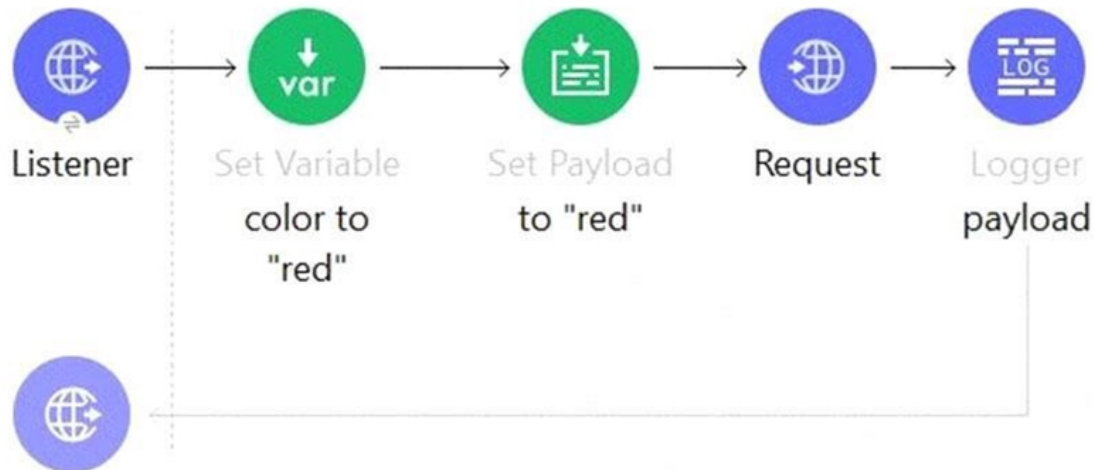 var
LOG
Listener
Set Variable
Set Payload
Request
Logger
color to
"red"
to "red"
payload